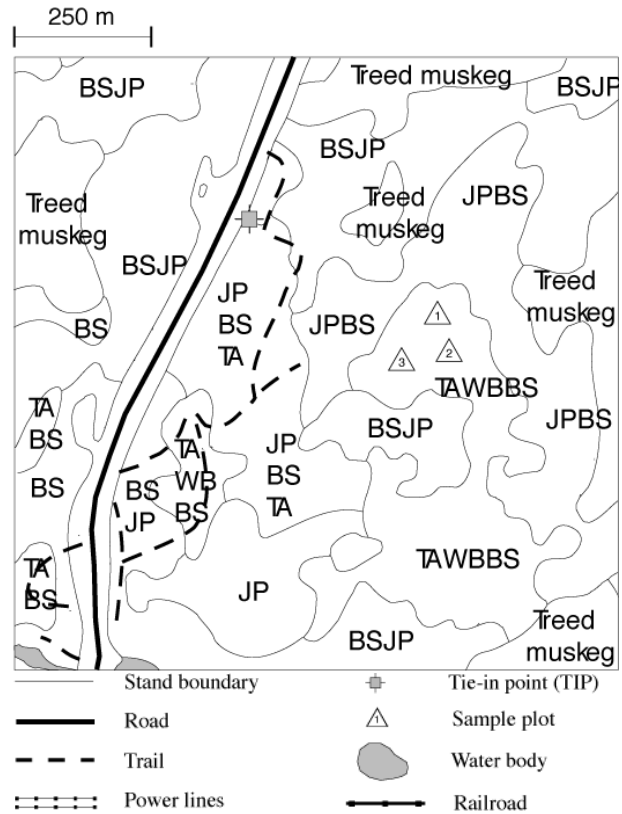 250 m
BSJP
Treed muskeg
BSJP
BSJP
Treed
muskeg
Treed
muskeg
JPBS
BSJP
Treed
muskeg
JP
BS
TA
BS
JPBS
1
2
3
TAWBBS
TA
BS
BSJP
JPBS
JP
BS
TA
TA
WB
BS
BS
BS
JP
TAWBBS
TA
BS
JP
BSJP
Treed
muskeg
Stand boundary
Tie-in point (TIP)
Road
1
Sample plot
Trail
Water body
Power lines
Railroad